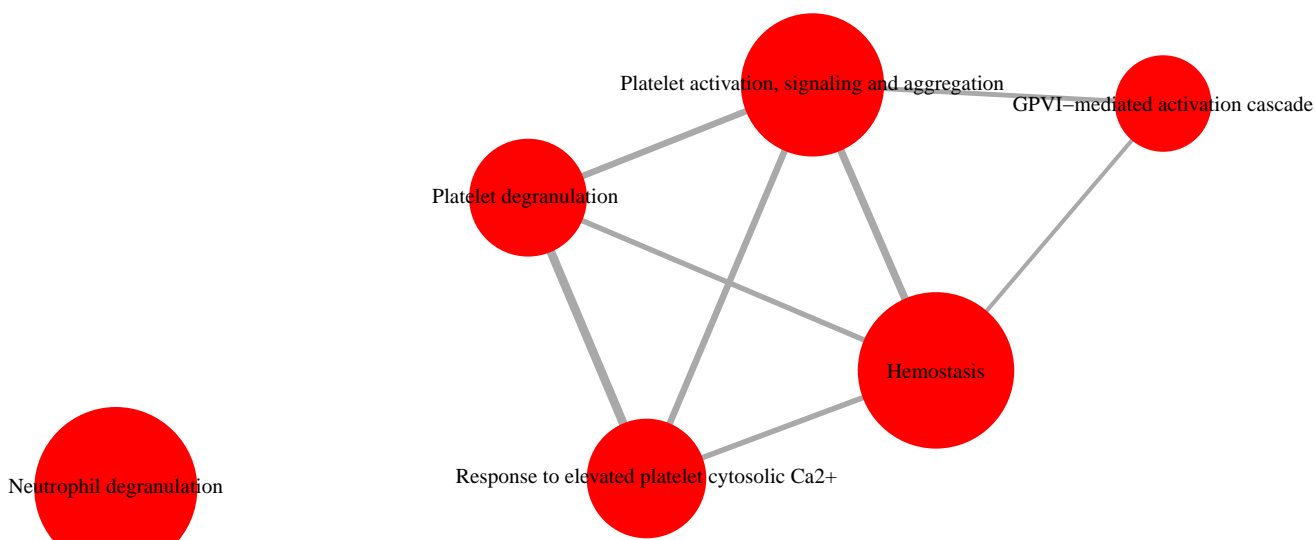 Platelet activation, signaling and aggregation
GPVI−mediated activation cascade
Platelet degranulation
Hemostasis
Response to elevated platelet cytosolic Ca2+
Neutrophil degranulation